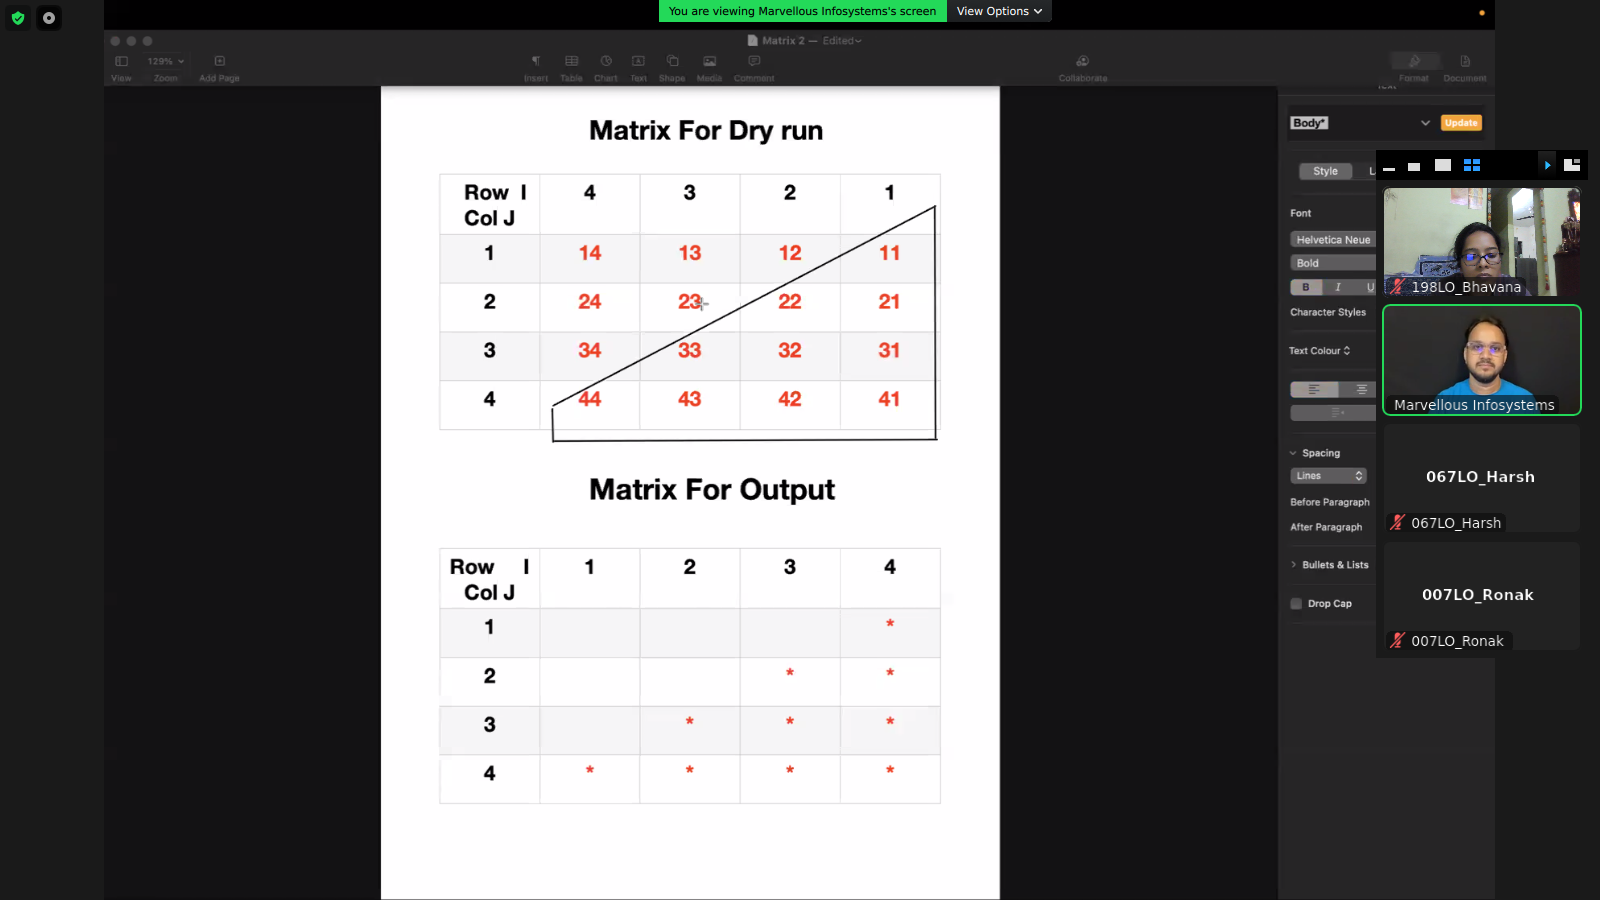 You are viewing Marvellous Infosystems's screen
View Options
Matrix 2 — Edited
View
129%
Zoom
Add Page
Insert
Table
Chart
Text
Shape
Media
Comment
Collaborate
Format
Document
Matrix For Dry run
Row I 4 3 2 1
Col J
1 14 13 12 11
2 24 23 22 21
3 34 33 32 31
4 44 43 42 41
Matrix For Output
Row I 1 2 3 4
Col J
1 *
2 * *
3 * * *
4 * * * *
Text
Body*
Update
Style
L
Font
Helvetica Neue
Bold
B I U
Character Styles
Text Colour
Spacing
Lines
Before Paragraph
After Paragraph
Bullets & Lists
Drop Cap
198LO_Bhavana
Marvellous Infosystems
067LO_Harsh
067LO_Harsh
007LO_Ronak
007LO_Ronak